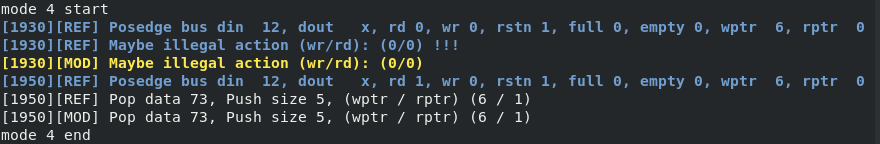 mode 4 start
[1930][REF] Posedge bus din  12, dout   x, rd 0, wr 0, rstn 1, full 0, empty 0, wptr  6, rptr  0
[1930][REF] Maybe illegal action (wr/rd): (0/0) !!!
[1930][MOD] Maybe illegal action (wr/rd): (0/0)
[1950][REF] Posedge bus din  12, dout   x, rd 1, wr 0, rstn 1, full 0, empty 0, wptr  6, rptr  0
[1950][REF] Pop data 73, Push size 5, (wptr / rptr) (6 / 1)
[1950][MOD] Pop data 73, Push size 5, (wptr / rptr) (6 / 1)
mode 4 end